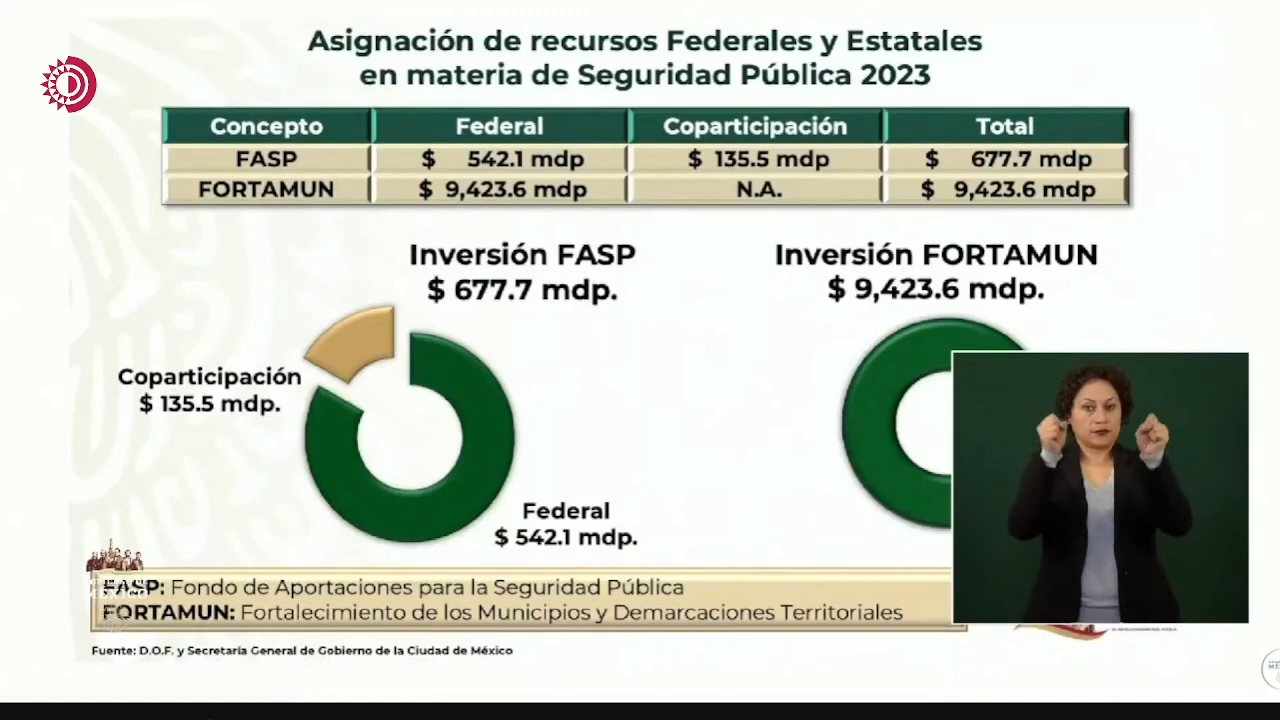 Asignación de recursos Federales y Estatales
en materia de Seguridad Pública 2023
Concepto Federal Coparticipación Total
FASP $ 542.1 mdp $ 135.5 mdp $ 677.7 mdp
FORTAMUN $ 9,423.6 mdp N.A. $ 9,423.6 mdp
Inversión FASP
$ 677.7 mdp.
Inversión FORTAMUN
$ 9,423.6 mdp.
Coparticipación
$ 135.5 mdp.
Federal
$ 542.1 mdp.
FASP: Fondo de Aportaciones para la Seguridad Pública
FORTAMUN: Fortalecimiento de los Municipios y Demarcaciones Territoriales
Fuente: D.O.F. y Secretaría General de Gobierno de la Ciudad de México